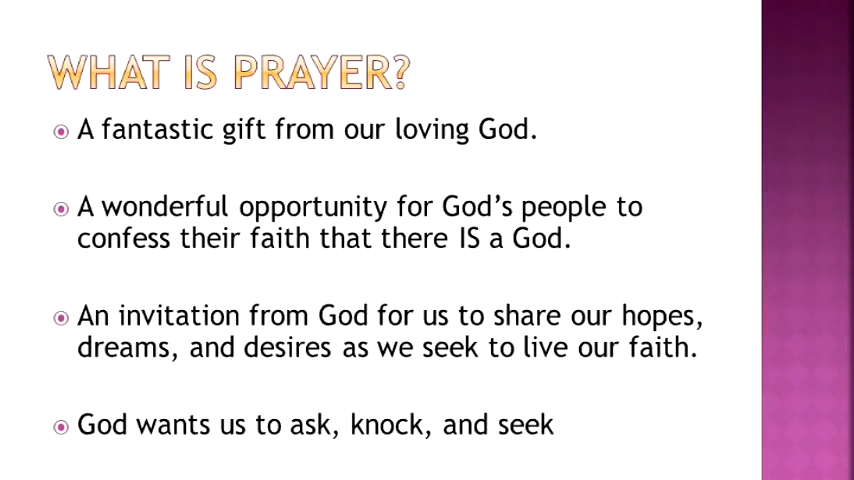 WHAT IS PRAYER?
A fantastic gift from our loving God.
A wonderful opportunity for God's people to
confess their faith that there IS a God.
An invitation from God for us to share our hopes,
dreams, and desires as we seek to live our faith.
God wants us to ask, knock, and seek